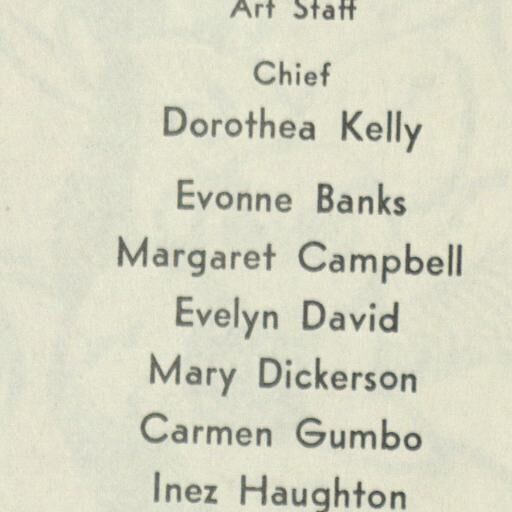 Art Staff
Chief
Dorothea Kelly
Evonne Banks
Margaret Campbell
Evelyn David
Mary Dickerson
Carmen Gumbo
Inez Haughton